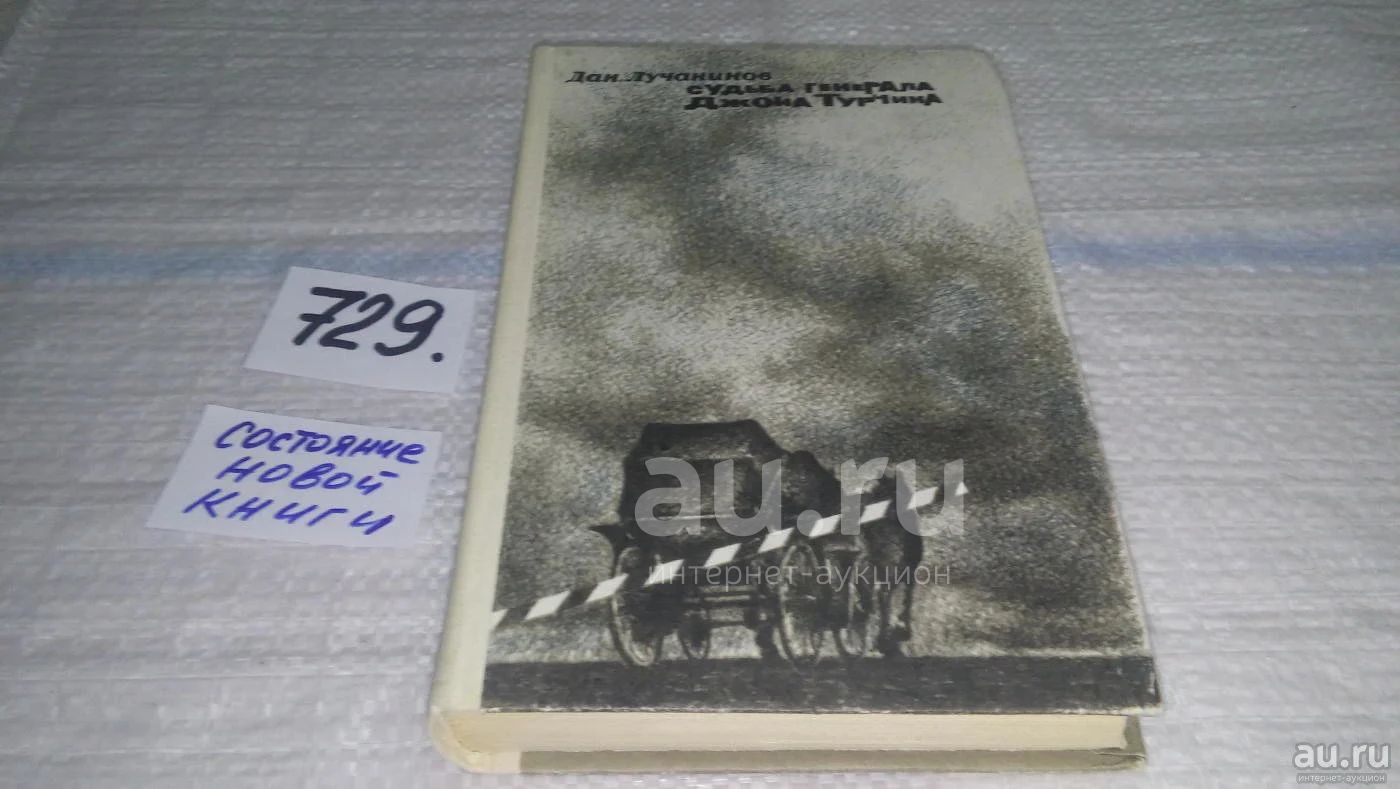 Дан. Лучанинов
СУДЬБА ГЕНЕРАЛА
ДЖОНА ТУРЧИНА
729.
СОСТОЯНИЕ
НОВОЙ
КНИГИ
au.ru
интернет-аукцион
au.ru
интернет-аукцион